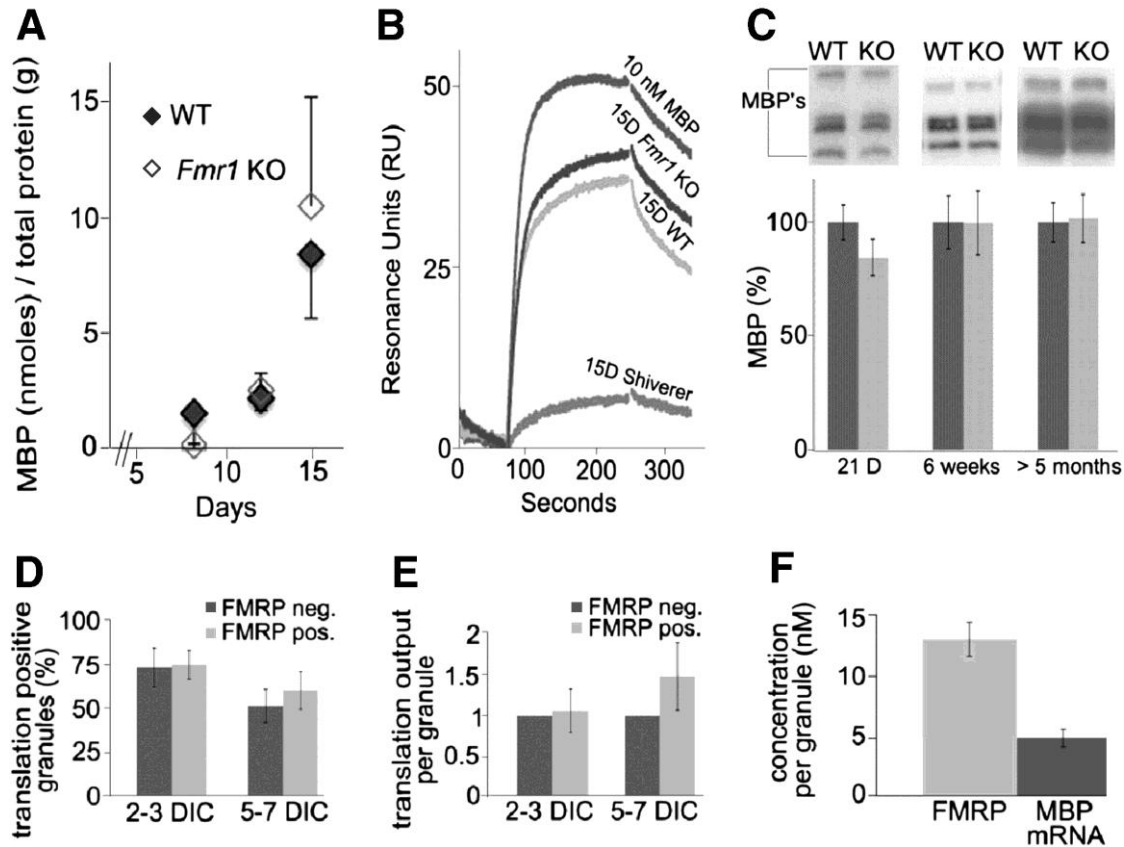 A
MBP (nmoles) / total protein (g)
15
10
5
0
WT
Fmr1 KO
5 10 15
Days
B
Resonance Units (RU)
50
25
0
10 nM MBP
15D Fmr1 KO
15D WT
15D Shiverer
0 100 200 300
Seconds
C
WT KO WT KO WT KO
MBP's
MBP (%)
100
50
0
21 D 6 weeks > 5 months
D
translation positive
granules (%)
100
75
50
25
0
FMRP neg.
FMRP pos.
2-3 DIC 5-7 DIC
E
translation output
per granule
2
1.5
1
0.5
0
FMRP neg.
FMRP pos.
2-3 DIC 5-7 DIC
F
concentration
per granule (nM)
15
10
5
0
FMRP MBP
mRNA